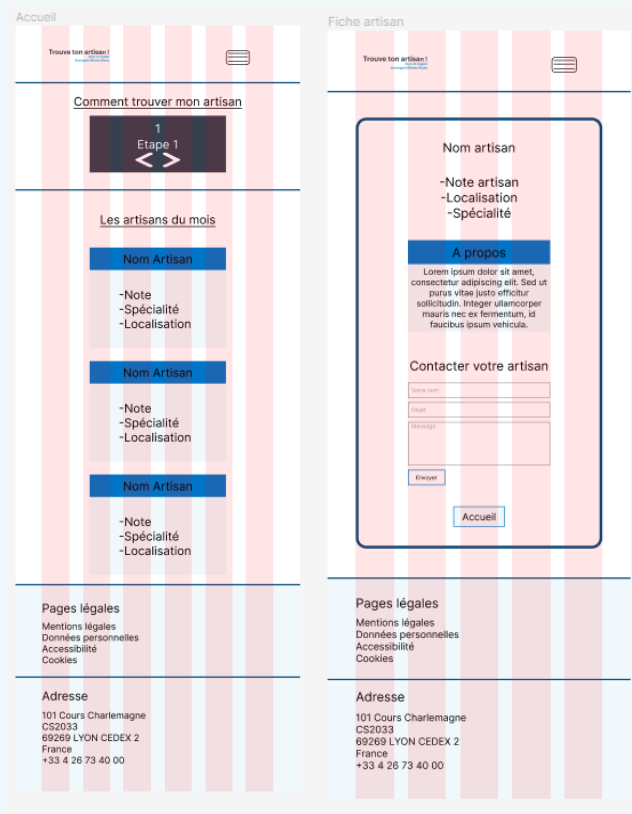 Accueil
Trouve ton artisan !
Comment trouver mon artisan
1
Etape 1
< >
Les artisans du mois
Nom Artisan
-Note
-Spécialité
-Localisation
Nom Artisan
-Note
-Spécialité
-Localisation
Nom Artisan
-Note
-Spécialité
-Localisation
Pages légales
Mentions légales
Données personnelles
Accessibilité
Cookies
Adresse
101 Cours Charlemagne
CS2033
69269 LYON CEDEX 2
France
+33 4 26 73 40 00
Fiche artisan
Trouve ton artisan !
Nom artisan
-Note artisan
-Localisation
-Spécialité
A propos
Lorem ipsum dolor sit amet,
consectetur adipiscing elit. Sed ut
purus vitae justo efficitur
sollicitudin. Integer ullamcorper
mauris nec ex fermentum, id
faucibus ipsum vehicula.
Contacter votre artisan
Votre nom
Objet
Message
Envoyer
Accueil
Pages légales
Mentions légales
Données personnelles
Accessibilité
Cookies
Adresse
101 Cours Charlemagne
CS2033
69269 LYON CEDEX 2
France
+33 4 26 73 40 00